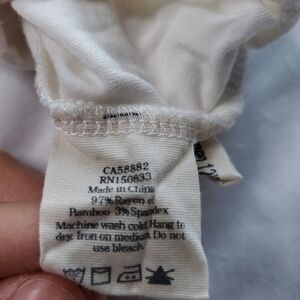 CA58882
RN150833
Made in China
97% Rayon of
Bamboo 3% Spandex
Machine wash cold. Hang to
dry. Iron on medium. Do not
use bleach.